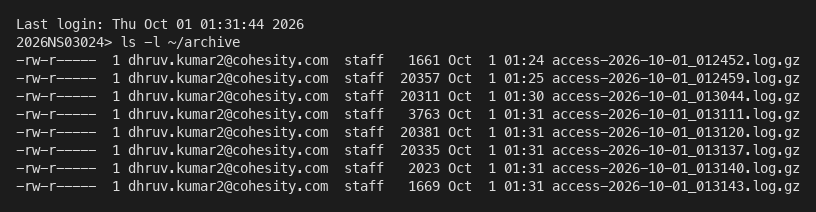 Last login: Thu Oct 01 01:31:44 2026
2026NS03024> ls -l ~/archive
-rw-r-----  1 dhruv.kumar2@cohesity.com  staff   1661 Oct  1 01:24 access-2026-10-01_012452.log.gz
-rw-r-----  1 dhruv.kumar2@cohesity.com  staff  20357 Oct  1 01:25 access-2026-10-01_012459.log.gz
-rw-r-----  1 dhruv.kumar2@cohesity.com  staff  20311 Oct  1 01:30 access-2026-10-01_013044.log.gz
-rw-r-----  1 dhruv.kumar2@cohesity.com  staff   3763 Oct  1 01:31 access-2026-10-01_013111.log.gz
-rw-r-----  1 dhruv.kumar2@cohesity.com  staff  20381 Oct  1 01:31 access-2026-10-01_013120.log.gz
-rw-r-----  1 dhruv.kumar2@cohesity.com  staff  20335 Oct  1 01:31 access-2026-10-01_013137.log.gz
-rw-r-----  1 dhruv.kumar2@cohesity.com  staff   2023 Oct  1 01:31 access-2026-10-01_013140.log.gz
-rw-r-----  1 dhruv.kumar2@cohesity.com  staff   1669 Oct  1 01:31 access-2026-10-01_013143.log.gz